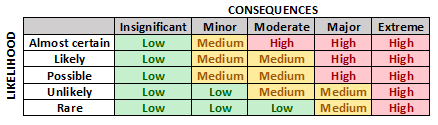 CONSEQUENCES
LIKELIHOOD
Insignificant Minor Moderate Major Extreme
Almost certain Low Medium High High High
Likely Low Medium Medium High High
Possible Low Medium Medium High High
Unlikely Low Low Medium Medium High
Rare Low Low Low Medium High